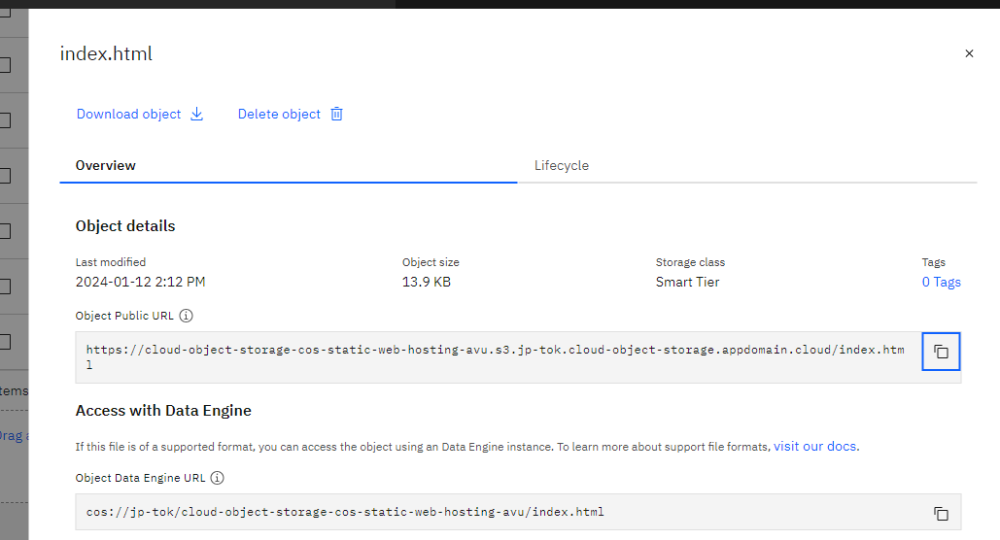 index.html
Download object
Delete object
Overview
Lifecycle
Object details
Last modified
Object size
Storage class
Tags
2024-01-12 2:12 PM
13.9 KB
Smart Tier
0 Tags
Object Public URL
https://cloud-object-storage-cos-static-web-hosting-avu.s3.jp-tok.cloud-object-storage.appdomain.cloud/index.htm
l
tems
Drag a
Access with Data Engine
If this file is of a supported format, you can access the object using an Data Engine instance. To learn more about support file formats, visit our docs.
Object Data Engine URL
cos://jp-tok/cloud-object-storage-cos-static-web-hosting-avu/index.html